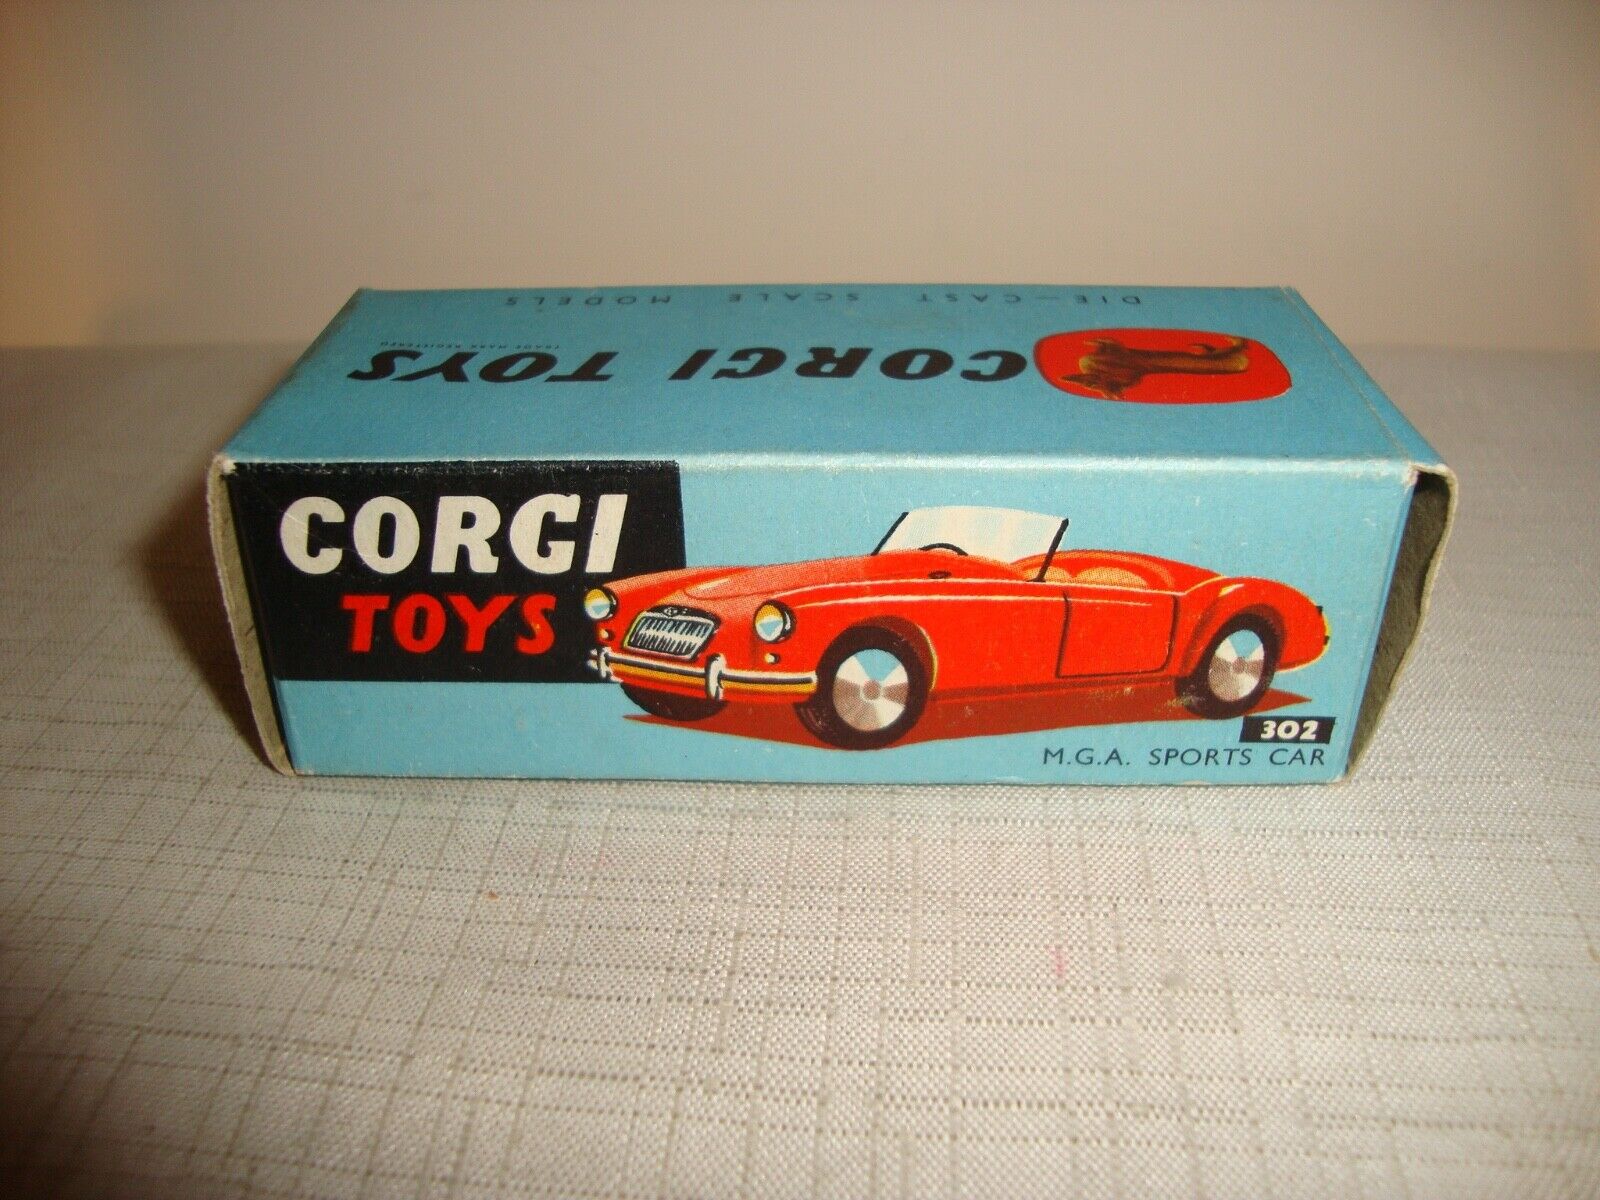 DIE-CAST SCALE MODELS
CORGI TOYS
TRADE MARK REGISTERED
CORGI
TOYS
302
M.G.A. SPORTS CAR